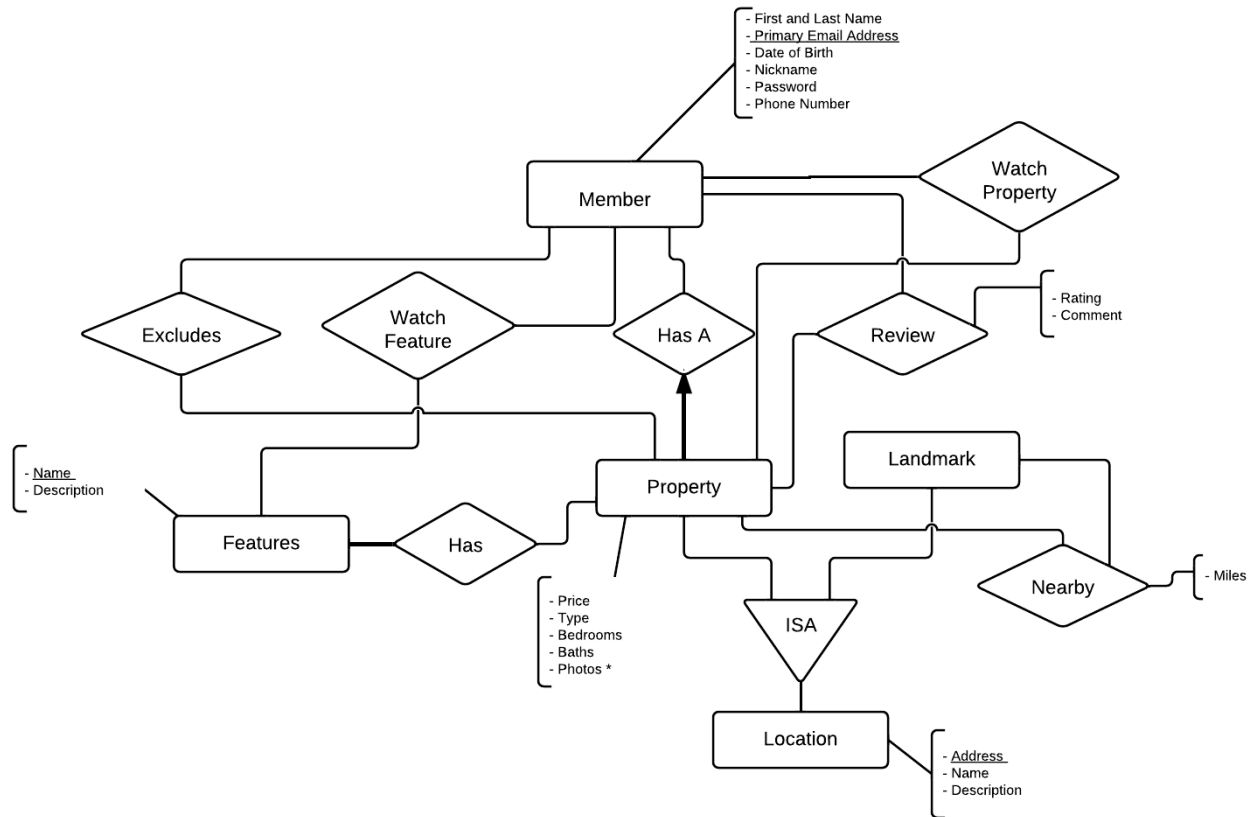 - First and Last Name
- Primary Email Address
- Date of Birth
- Nickname
- Password
- Phone Number
Member
Watch
Property
Excludes
Watch
Feature
Has A
Review
- Rating
- Comment
- Name
- Description
Features
Has
Property
Landmark
- Price
- Type
- Bedrooms
- Baths
- Photos *
ISA
Nearby
- Miles
Location
- Address
- Name
- Description